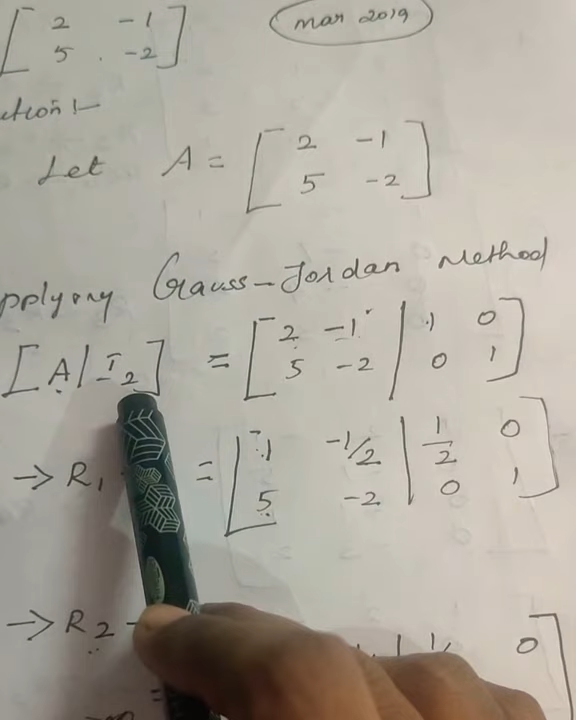 [2 -1
5 -2]
Mar 2019
ction:-
Let A = [2 -1
5 -2]
pplying Gauss-Jordan Method
[A|I2] = [2 -1 | 1 0
5 -2 | 0 1]
→R1 = [1 -1/2 | 1/2 0
5 -2 | 0 1]
→R2 -
0
=